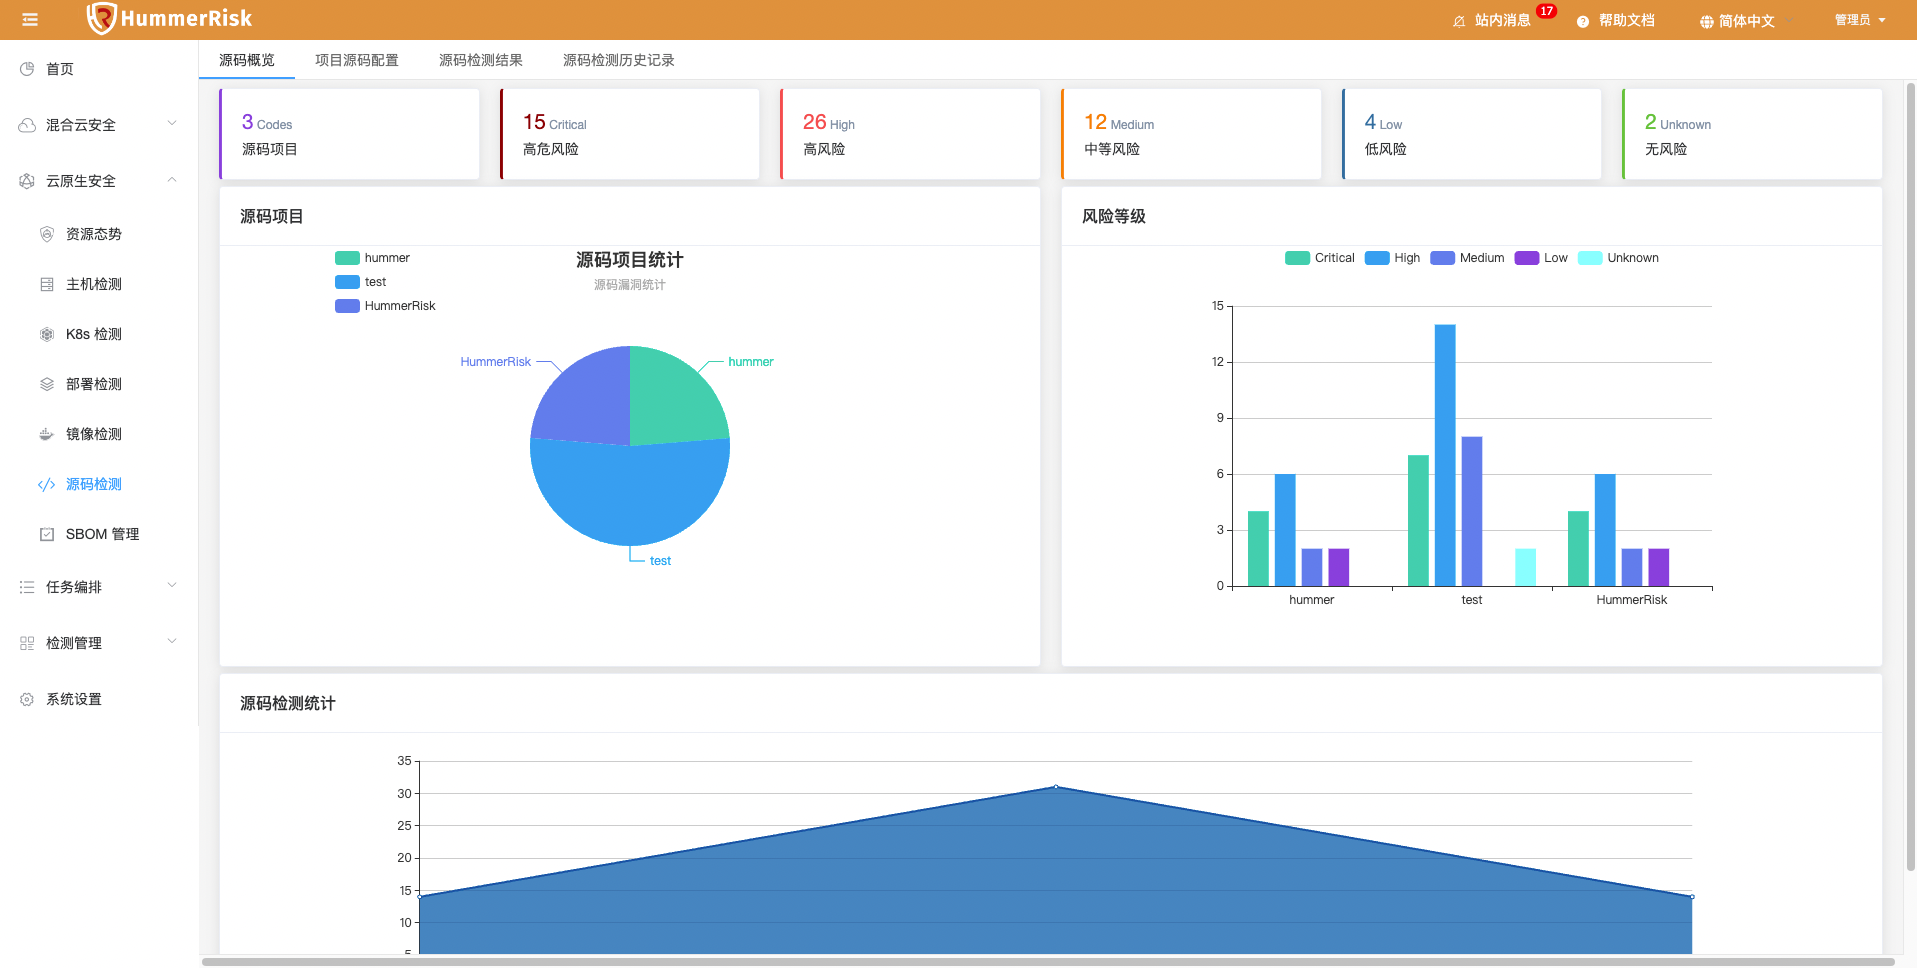 HummerRisk
站内消息 17
帮助文档
简体中文
管理员
首页
混合云安全
云原生安全
资源态势
主机检测
K8s 检测
部署检测
镜像检测
源码检测
SBOM 管理
任务编排
检测管理
系统设置
源码概览 项目源码配置 源码检测结果 源码检测历史记录
3 Codes
源码项目
15 Critical
高危风险
26 High
高风险
12 Medium
中等风险
4 Low
低风险
2 Unknown
无风险
源码项目
hummer
test
HummerRisk
源码项目统计
源码漏洞统计
HummerRisk
hummer
test
风险等级
Critical High Medium Low Unknown
15
12
9
6
3
0
hummer test HummerRisk
源码检测统计
35
30
25
20
15
10
5